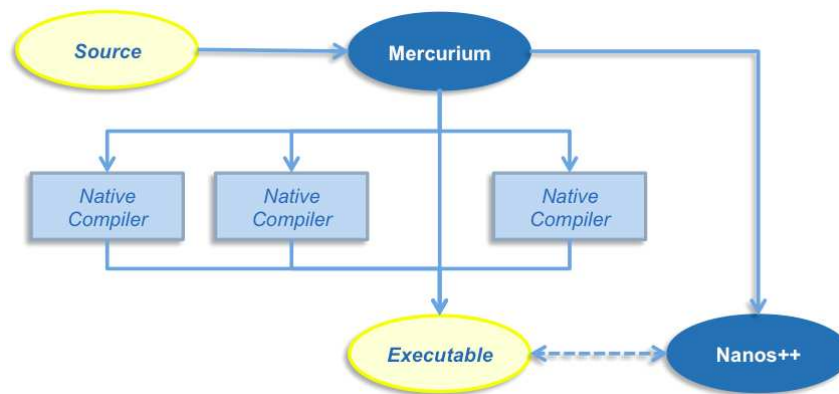 Source
Mercurium
Native
Compiler
Native
Compiler
Native
Compiler
Executable
Nanos++